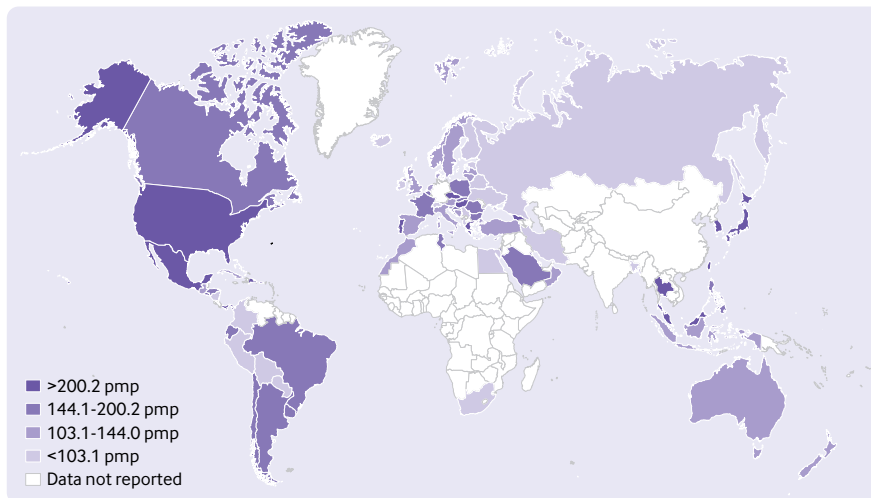 >200.2 pmp
144.1-200.2 pmp
103.1-144.0 pmp
<103.1 pmp
Data not reported